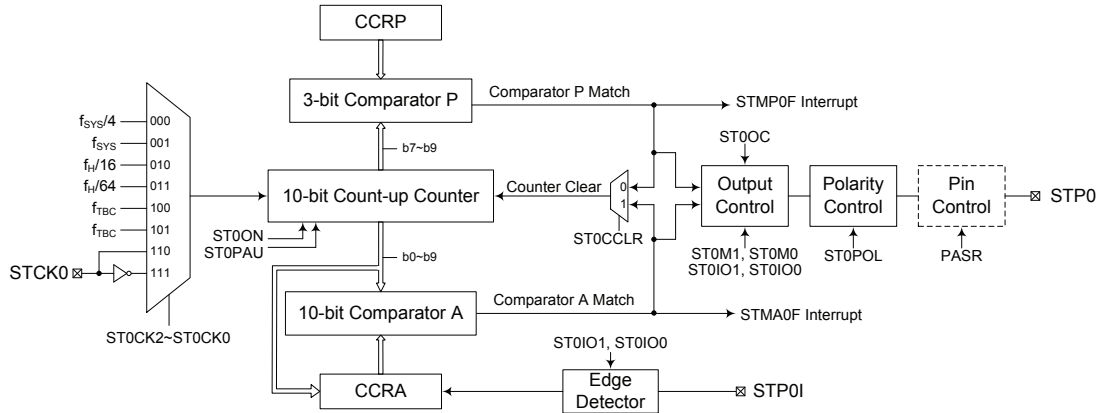 CCRP
3-bit Comparator P
Comparator P Match
STMP0F Interrupt
fSYS/4
000
fSYS
001
fH/16
010
fH/64
011
fTBC
100
fTBC
101
110
111
STCK0
ST0CK2~ST0CK0
b7~b9
10-bit Count-up Counter
ST0ON
ST0PAU
b0~b9
Counter Clear
0
1
ST0CCLR
ST0OC
Output
Control
ST0M1, ST0M0
ST0IO1, ST0IO0
Polarity
Control
ST0POL
Pin
Control
PASR
STP0
10-bit Comparator A
Comparator A Match
STMA0F Interrupt
ST0IO1, ST0IO0
CCRA
Edge
Detector
STP0I